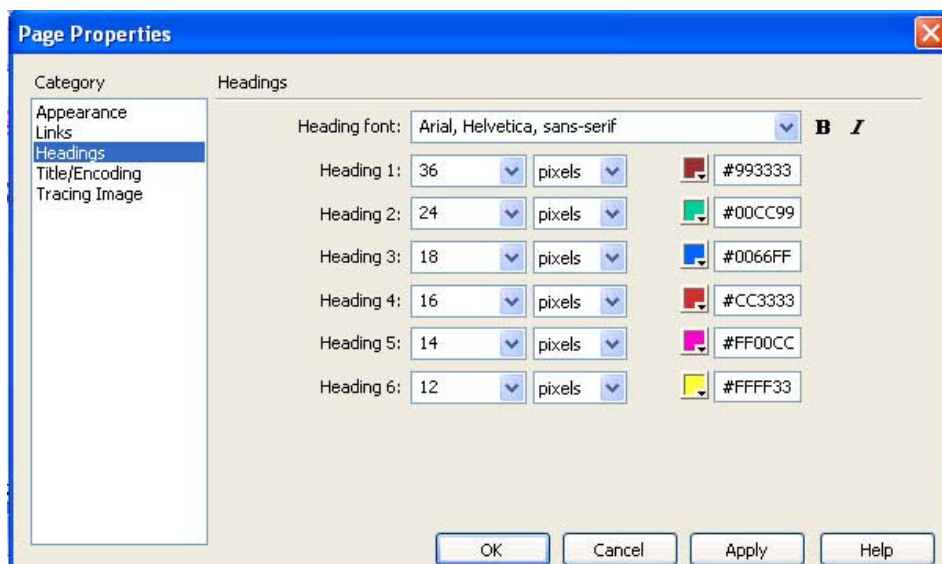 Page Properties
Category
Appearance
Links
Headings
Title/Encoding
Tracing Image
Headings
Heading font: Arial, Helvetica, sans-serif B I
Heading 1: 36 pixels #993333
Heading 2: 24 pixels #00CC99
Heading 3: 18 pixels #0066FF
Heading 4: 16 pixels #CC3333
Heading 5: 14 pixels #FF00CC
Heading 6: 12 pixels #FFFF33
OK Cancel Apply Help